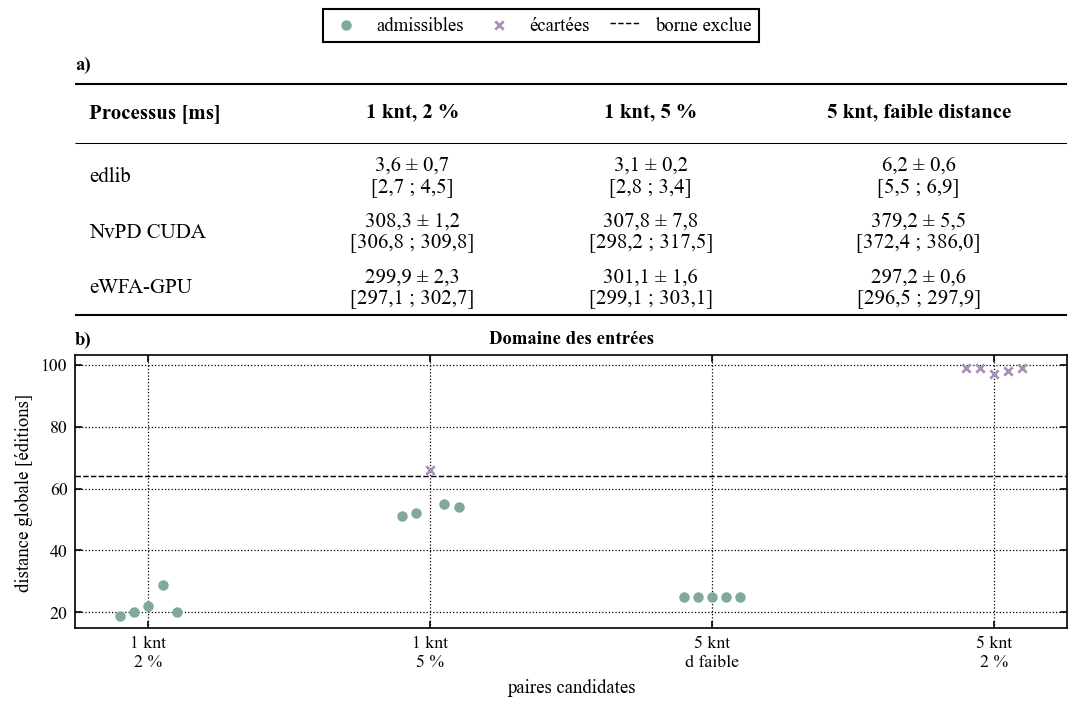 admissibles écartées borne exclue
a)
Processus [ms] 1 knt, 2 % 1 knt, 5 % 5 knt, faible distance
edlib 3,6 ± 0,7 3,1 ± 0,2 6,2 ± 0,6
[2,7 ; 4,5] [2,8 ; 3,4] [5,5 ; 6,9]
NvPD CUDA 308,3 ± 1,2 307,8 ± 7,8 379,2 ± 5,5
[306,8 ; 309,8] [298,2 ; 317,5] [372,4 ; 386,0]
eWFA-GPU 299,9 ± 2,3 301,1 ± 1,6 297,2 ± 0,6
[297,1 ; 302,7] [299,1 ; 303,1] [296,5 ; 297,9]
b) Domaine des entrées
distance globale [éditions]
100
80
60
40
20
1 knt 1 knt 5 knt 5 knt
2 % 5 % d faible 2 %
paires candidates